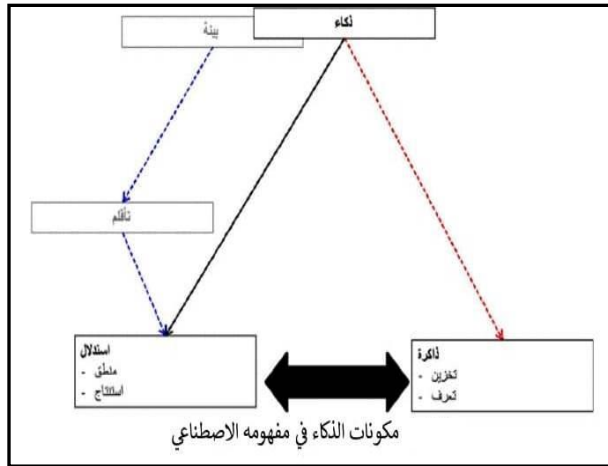 ذكاء
بيئة
تأقلم
استدلال
- منطق
- استنتاج
ذاكرة
- تخزين
- تعرف
مكونات الذكاء في مفهومه الاصطناعي